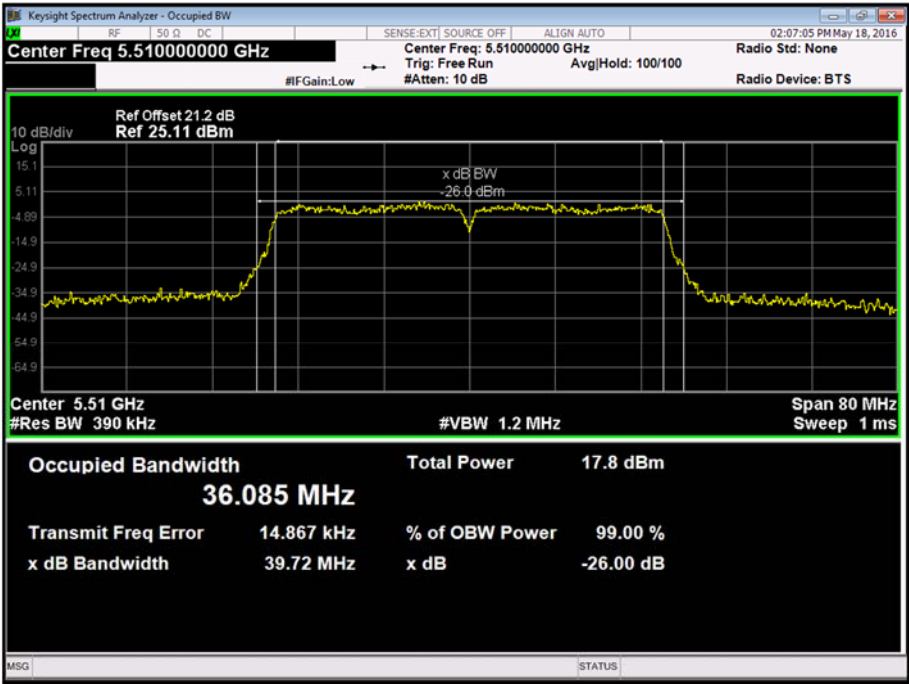 Keysight Spectrum Analyzer - Occupied BW
LXI RF 50 Ω DC SENSE:EXT SOURCE OFF ALIGN AUTO 02:07:05 PM May 18, 2016
Center Freq 5.510000000 GHz
Center Freq: 5.510000000 GHz
Radio Std: None
Trig: Free Run Avg|Hold: 100/100
#IFGain:Low
#Atten: 10 dB
Radio Device: BTS
Ref Offset 21.2 dB
10 dB/div Ref 25.11 dBm
Log
15.1
x dB BW
5.11
-26.0 dBm
-4.89
-14.9
-24.9
-34.9
-44.9
-54.9
-64.9
Center 5.51 GHz Span 80 MHz
#Res BW 390 kHz #VBW 1.2 MHz Sweep 1 ms
Occupied Bandwidth Total Power 17.8 dBm
36.085 MHz
Transmit Freq Error 14.867 kHz % of OBW Power 99.00 %
x dB Bandwidth 39.72 MHz x dB -26.00 dB
MSG STATUS